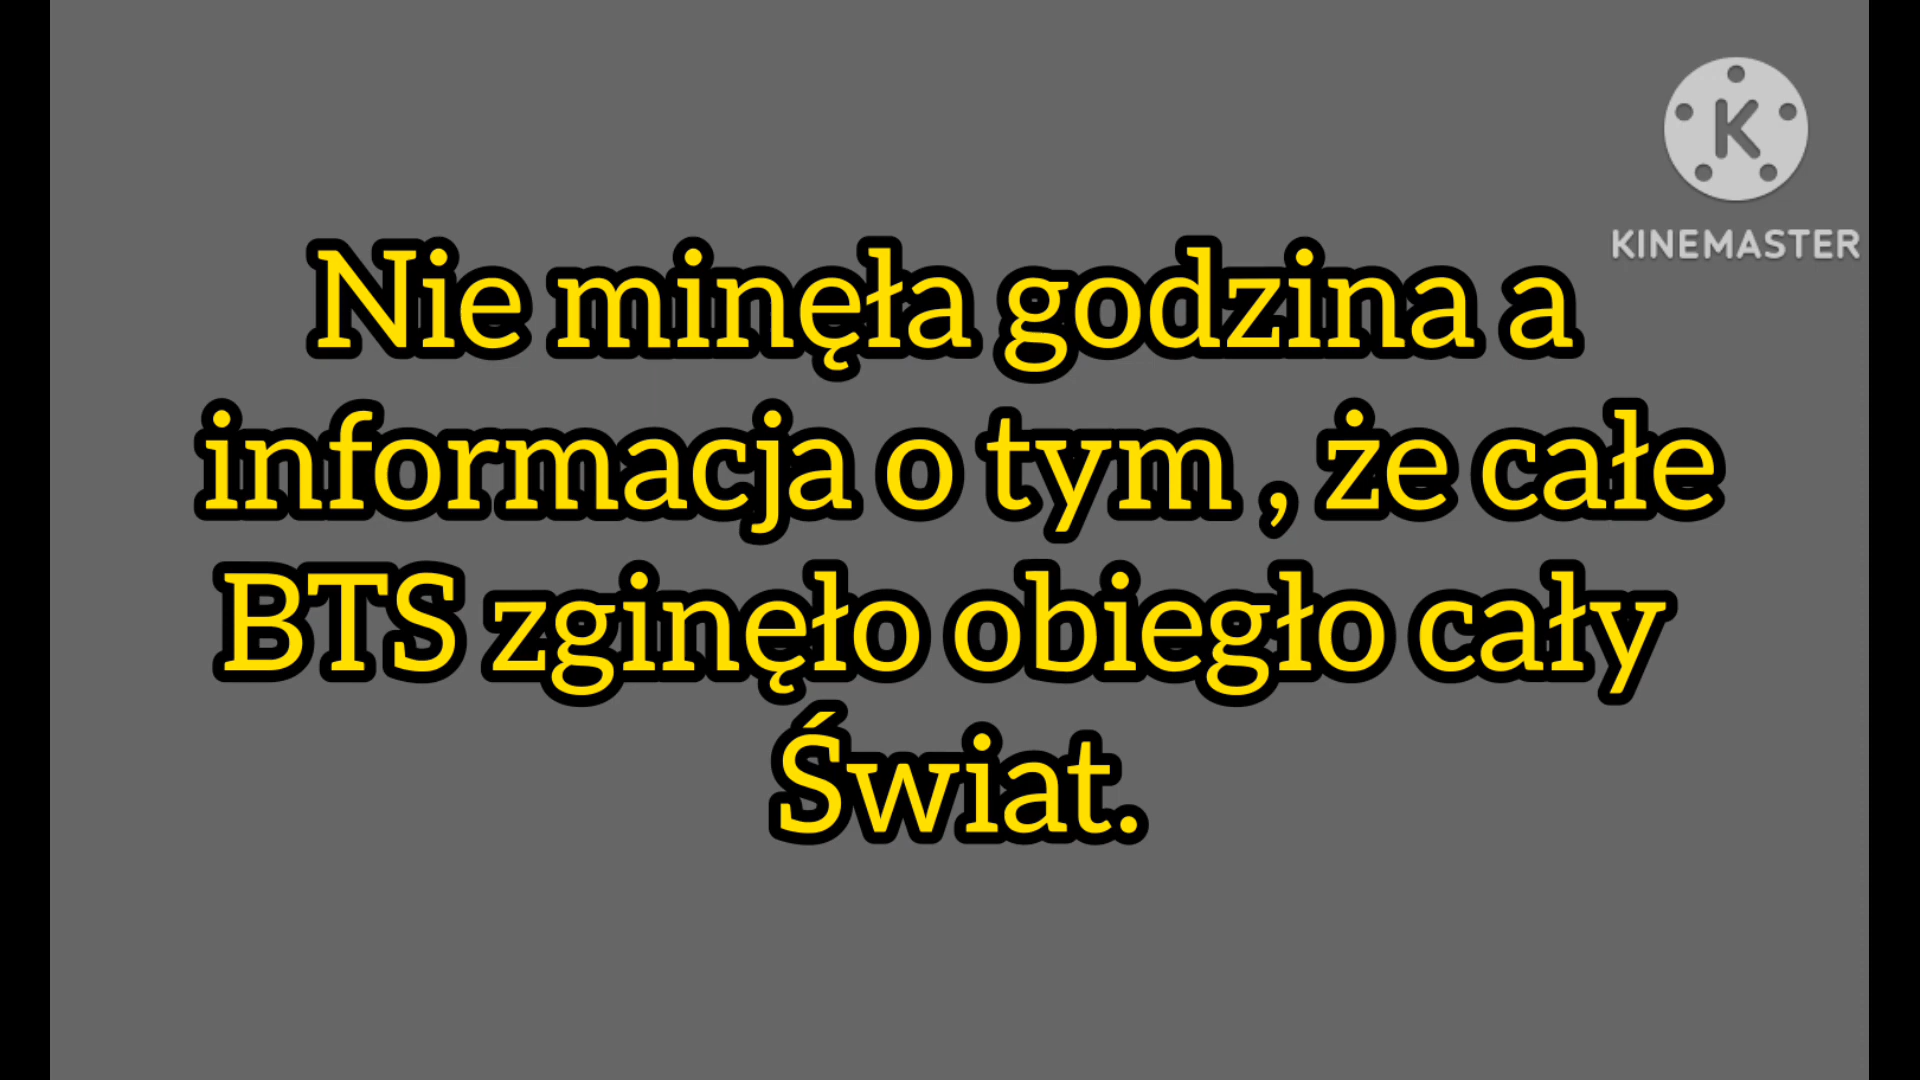 KINEMASTER
Nie minęła godzina a
informacja o tym , że całe
BTS zginęło obiegło cały
Świat.